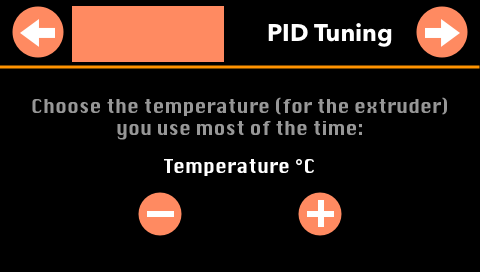 PID Tuning
Choose the temperature (for the extruder)
you use most of the time:
Temperature °C